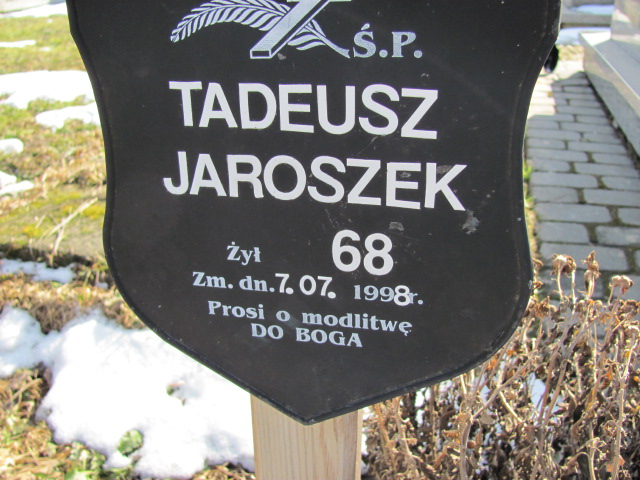 Ś.P.
TADEUSZ
JAROSZEK
Żył 68
Zm. dn. 7. 07. 1998r.
Prosi o modlitwę
DO BOGA